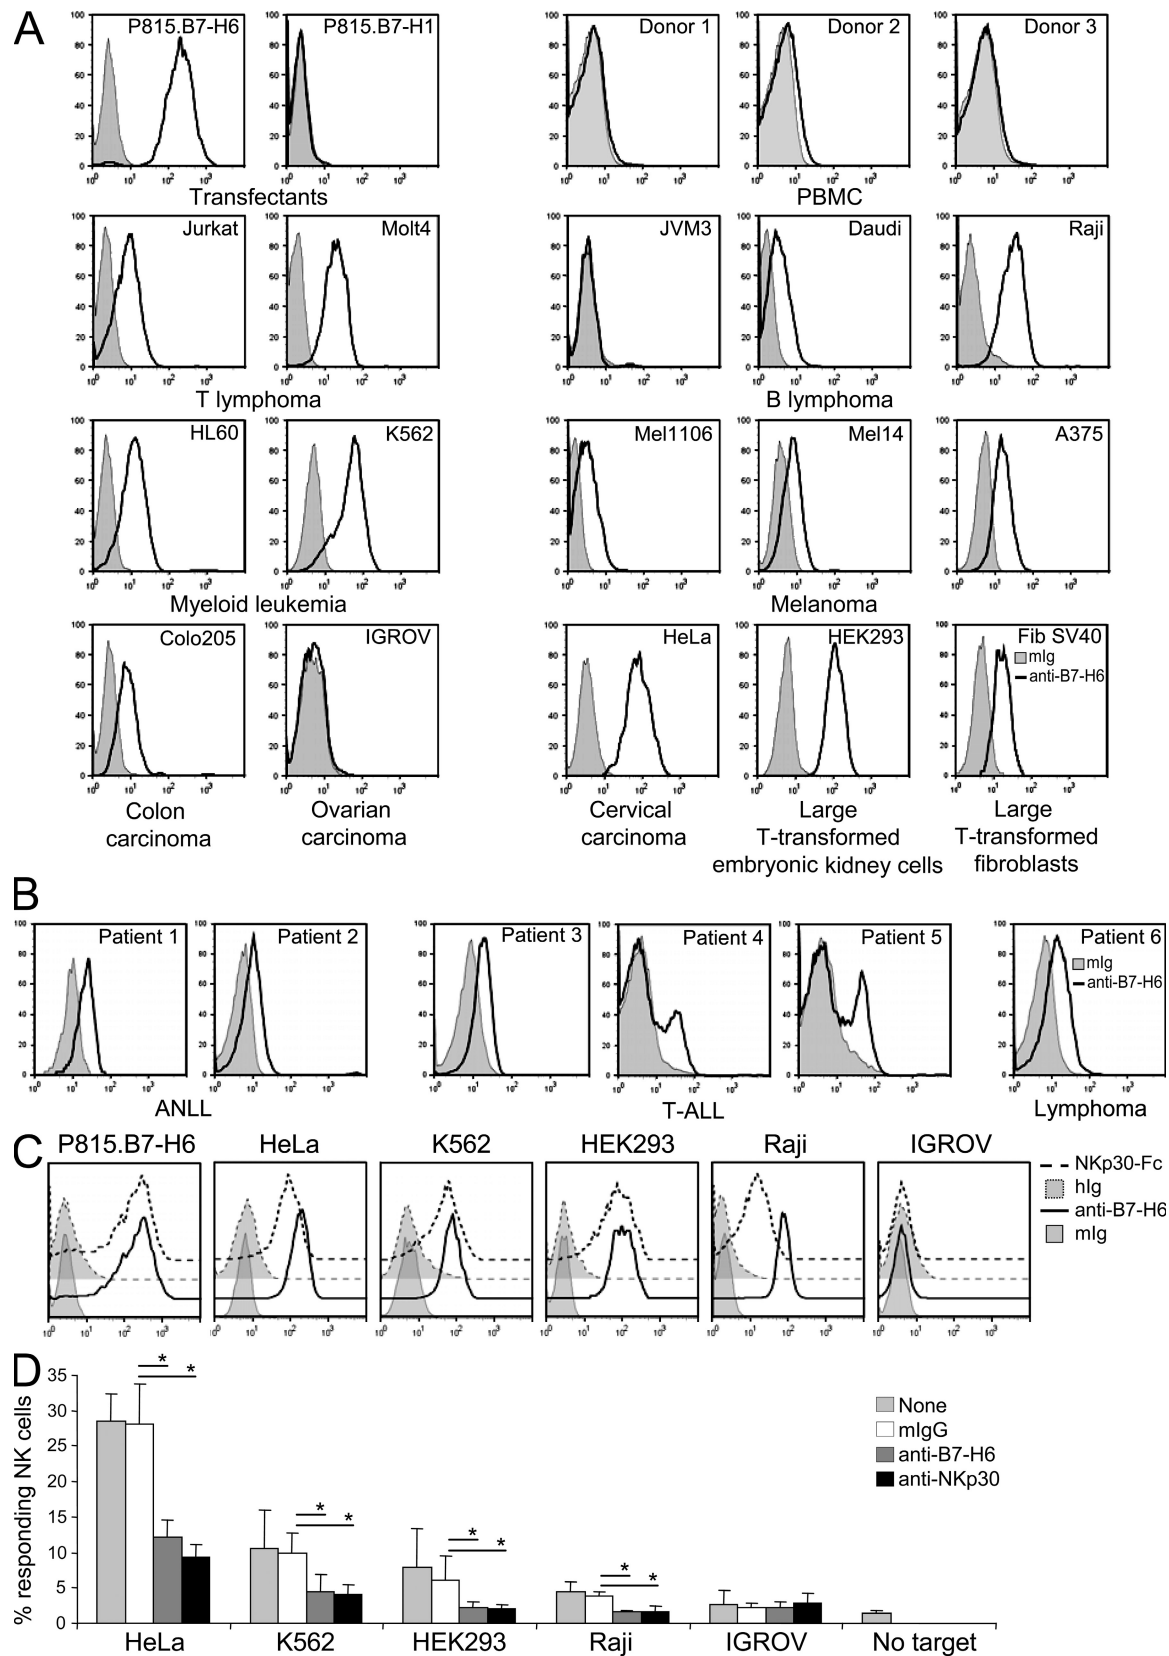 A
P815.B7-H6
P815.B7-H1
Donor 1
Donor 2
Donor 3
Transfectants
PBMC
Jurkat
Molt4
JVM3
Daudi
Raji
T lymphoma
B lymphoma
HL60
K562
Mel1106
Mel14
A375
Myeloid leukemia
Melanoma
Colo205
IGROV
HeLa
HEK293
Fib SV40
mIg
anti-B7-H6
Colon
carcinoma
Ovarian
carcinoma
Cervical
carcinoma
Large
T-transformed
embryonic kidney cells
Large
T-transformed
fibroblasts
B
Patient 1
Patient 2
Patient 3
Patient 4
Patient 5
Patient 6
mIg
anti-B7-H6
ANLL
T-ALL
Lymphoma
C
P815.B7-H6
HeLa
K562
HEK293
Raji
IGROV
NKp30-Fc
hIg
anti-B7-H6
mIg
D
% responding NK cells
35
30
25
20
15
10
5
0
* *
* *
* *
* *
None
mIgG
anti-B7-H6
anti-NKp30
HeLa
K562
HEK293
Raji
IGROV
No target